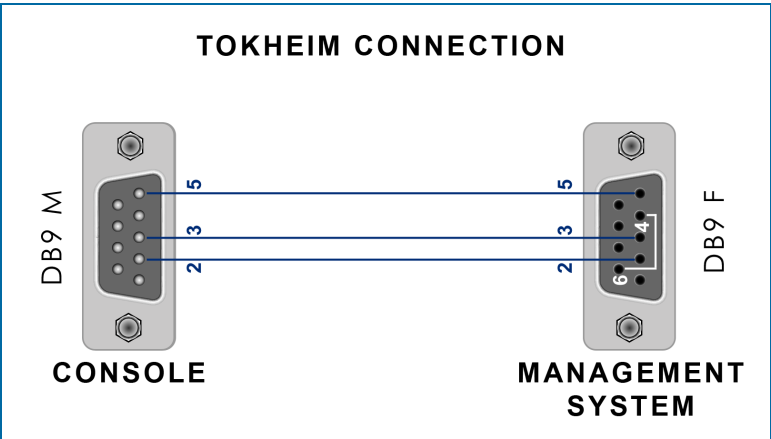 TOKHEIM CONNECTION
DB9 M
5
3
2
5
3
2
4
6
DB9 F
CONSOLE
MANAGEMENT
SYSTEM